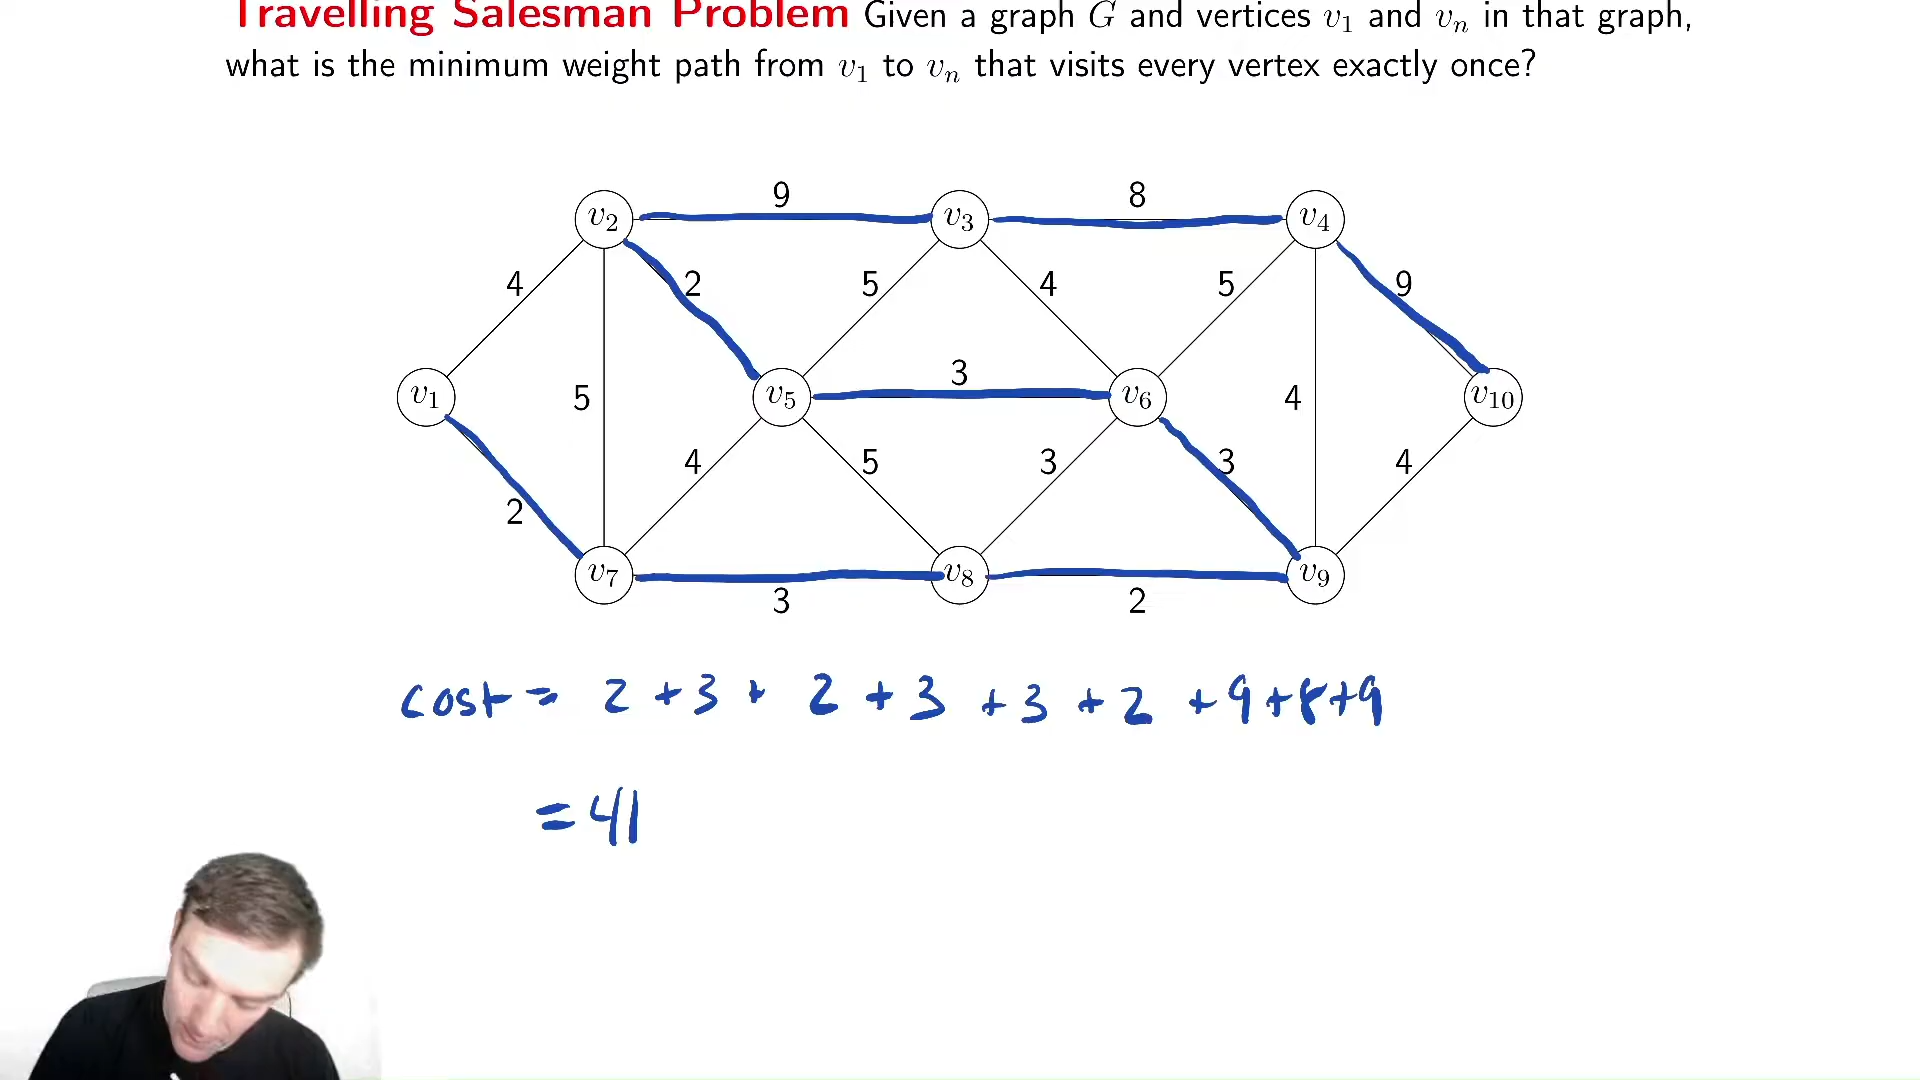 Travelling Salesman Problem Given a graph G and vertices v₁ and vₙ in that graph,
what is the minimum weight path from v₁ to vₙ that visits every vertex exactly once?
9 8
v₂ v₃ v₄
4 2 5 4 5 9
3
v₁ 5 v₅ v₆ 4 v₁₀
4 5 3 3 4
2
v₇ v₈ v₉
3 2
cost = 2 + 3 + 2 + 3 + 3 + 2 + 9 + 8 + 9
= 41